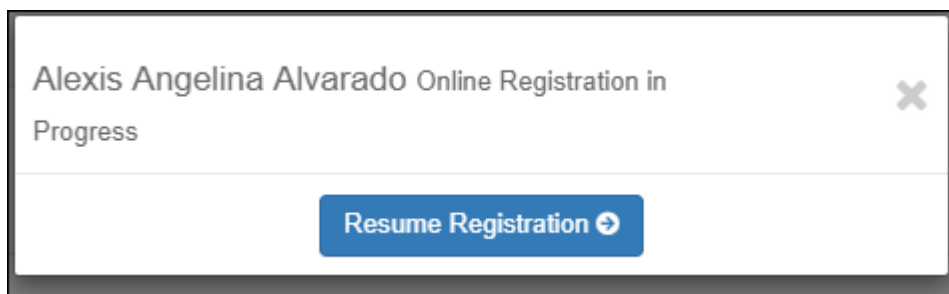 Alexis Angelina Alvarado Online Registration in
Progress
Resume Registration